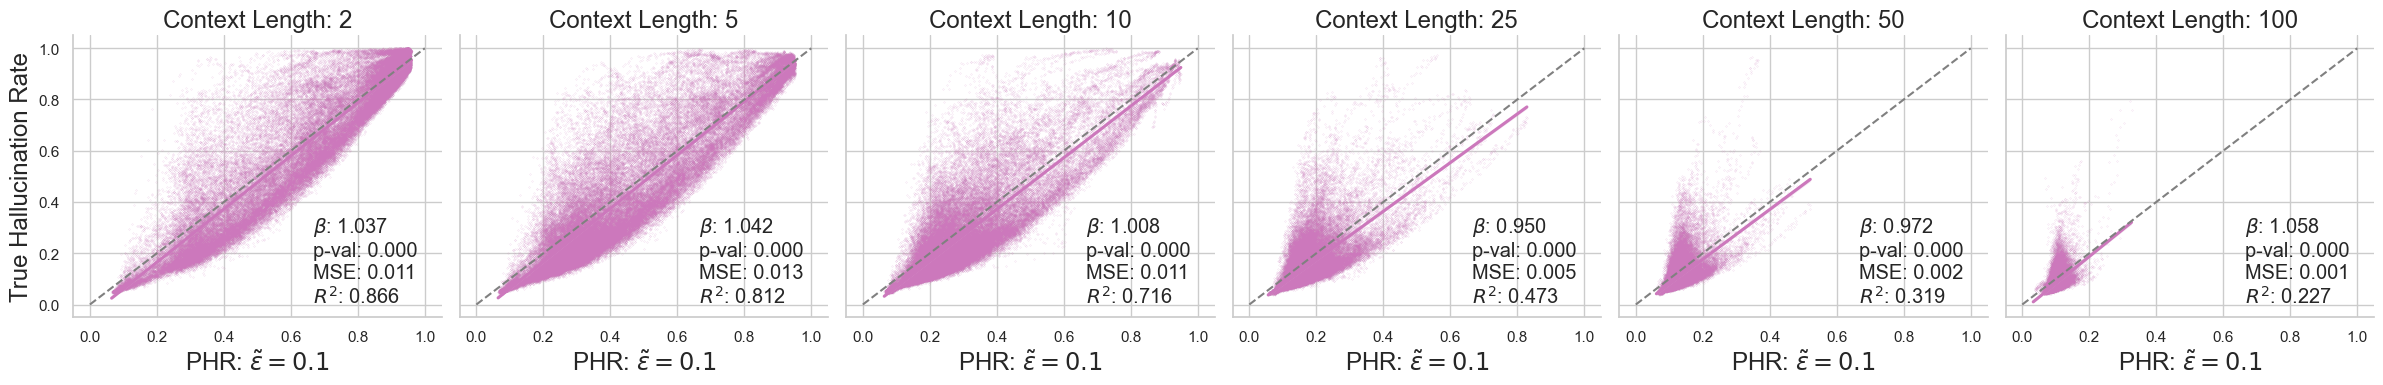 Context Length: 2
Context Length: 5
Context Length: 10
Context Length: 25
Context Length: 50
Context Length: 100
True Hallucination Rate
1.0
0.8
0.6
0.4
0.2
0.0
β: 1.037
p-val: 0.000
MSE: 0.011
R²: 0.866
β: 1.042
p-val: 0.000
MSE: 0.013
R²: 0.812
β: 1.008
p-val: 0.000
MSE: 0.011
R²: 0.716
β: 0.950
p-val: 0.000
MSE: 0.005
R²: 0.473
β: 0.972
p-val: 0.000
MSE: 0.002
R²: 0.319
β: 1.058
p-val: 0.000
MSE: 0.001
R²: 0.227
0.0 0.2 0.4 0.6 0.8 1.0
0.0 0.2 0.4 0.6 0.8 1.0
0.0 0.2 0.4 0.6 0.8 1.0
0.0 0.2 0.4 0.6 0.8 1.0
0.0 0.2 0.4 0.6 0.8 1.0
0.0 0.2 0.4 0.6 0.8 1.0
PHR: ε̃ = 0.1
PHR: ε̃ = 0.1
PHR: ε̃ = 0.1
PHR: ε̃ = 0.1
PHR: ε̃ = 0.1
PHR: ε̃ = 0.1